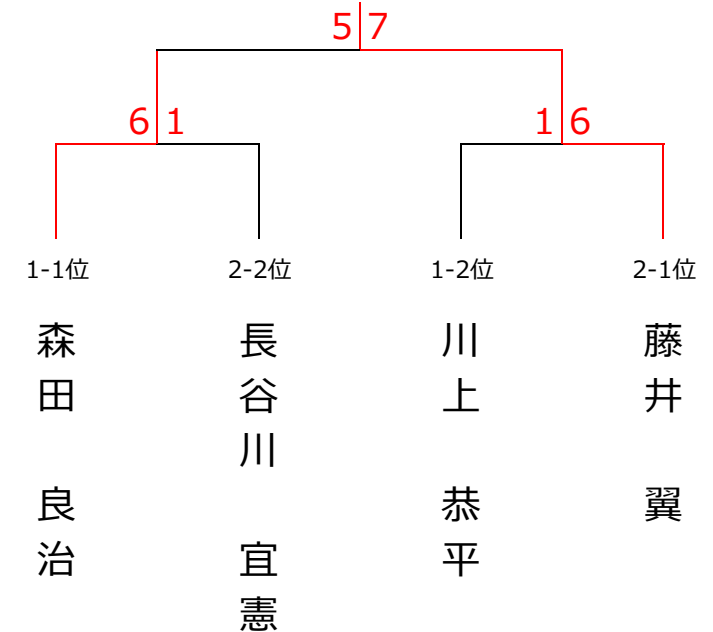 5 7
6 1
1 6
1-1位
2-2位
1-2位
2-1位
森田 良治
長谷川 宜憲
川上 恭平
藤井 翼